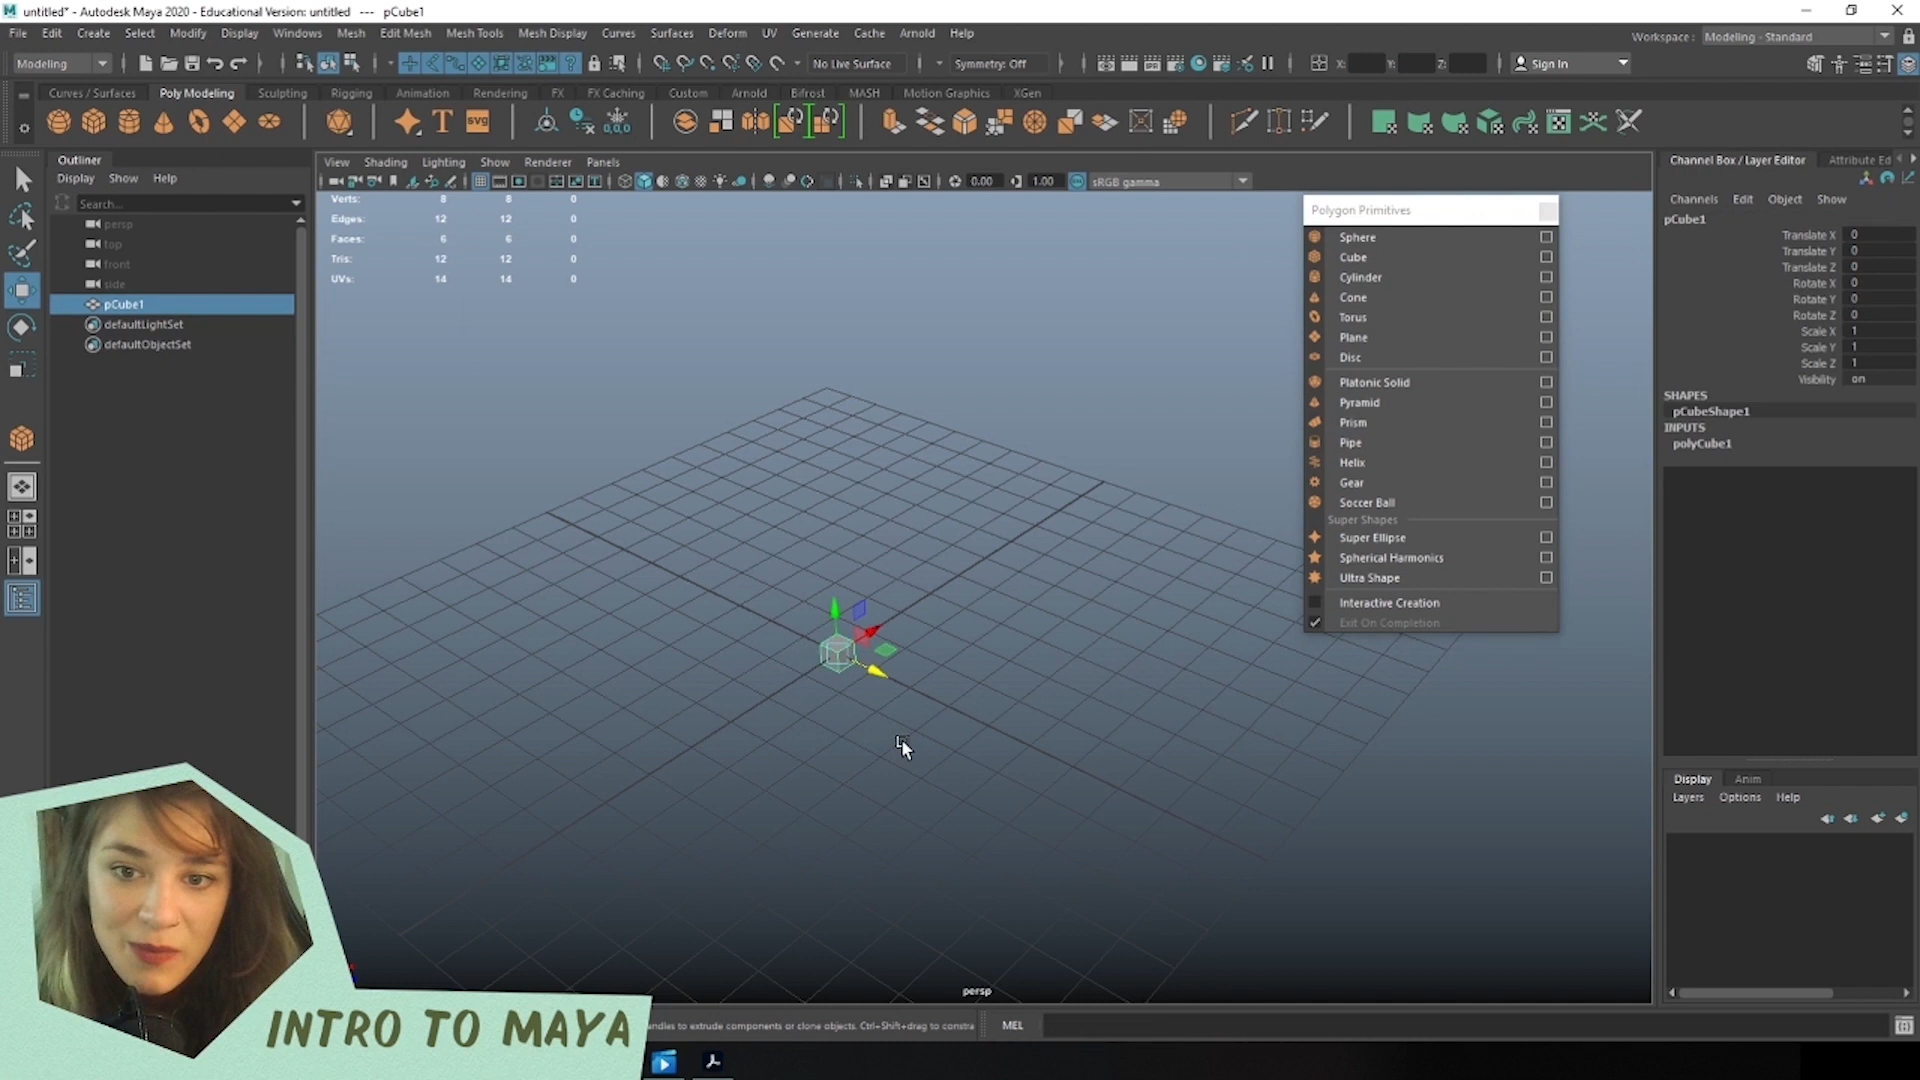 untitled* - Autodesk Maya 2020 - Educational Version: untitled --- pCube1
File Edit Create Select Modify Display Windows Mesh Edit Mesh Mesh Tools Mesh Display Curves Surfaces Deform UV Generate Cache Arnold Help
Workspace : Modeling - Standard
Modeling No Live Surface Symmetry: Off X: Y: Z: Sign In
Curves / Surfaces Poly Modeling Sculpting Rigging Animation Rendering FX FX Caching Custom Arnold Bifrost MASH Motion Graphics XGen
T SVG 0,0,0
Outliner
Display Show Help
Search...
persp
top
front
side
pCube1
defaultLightSet
defaultObjectSet
View Shading Lighting Show Renderer Panels
0.00 1.00 sRGB gamma
Verts: 8 8 0
Edges: 12 12 0
Faces: 6 6 0
Tris: 12 12 0
UVs: 14 14 0
persp
Polygon Primitives
Sphere
Cube
Cylinder
Cone
Torus
Plane
Disc
Platonic Solid
Pyramid
Prism
Pipe
Helix
Gear
Soccer Ball
Super Shapes
Super Ellipse
Spherical Harmonics
Ultra Shape
Interactive Creation
Exit On Completion
Channel Box / Layer Editor Attribute Ed
Channels Edit Object Show
pCube1
Translate X 0
Translate Y 0
Translate Z 0
Rotate X 0
Rotate Y 0
Rotate Z 0
Scale X 1
Scale Y 1
Scale Z 1
Visibility on
SHAPES
pCubeShape1
INPUTS
polyCube1
Display Anim
Layers Options Help
andles to extrude components or clone objects. Ctrl+Shift+drag to constra
MEL
INTRO TO MAYA